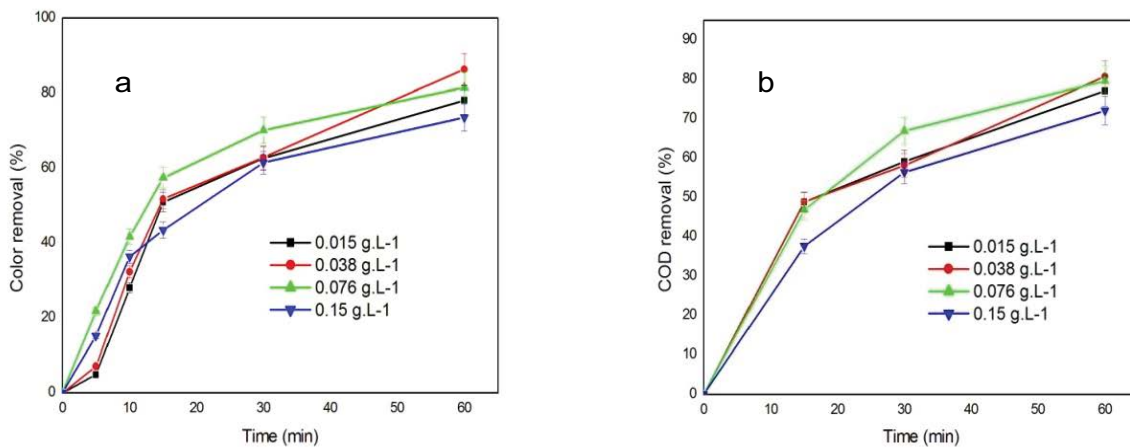 a
Color removal (%)
100
80
60
40
20
0
0 10 20 30 40 50 60
Time (min)
0.015 g.L-1
0.038 g.L-1
0.076 g.L-1
0.15 g.L-1
b
COD removal (%)
90
80
70
60
50
40
30
20
10
0
0 10 20 30 40 50 60
Time (min)
0.015 g.L-1
0.038 g.L-1
0.076 g.L-1
0.15 g.L-1